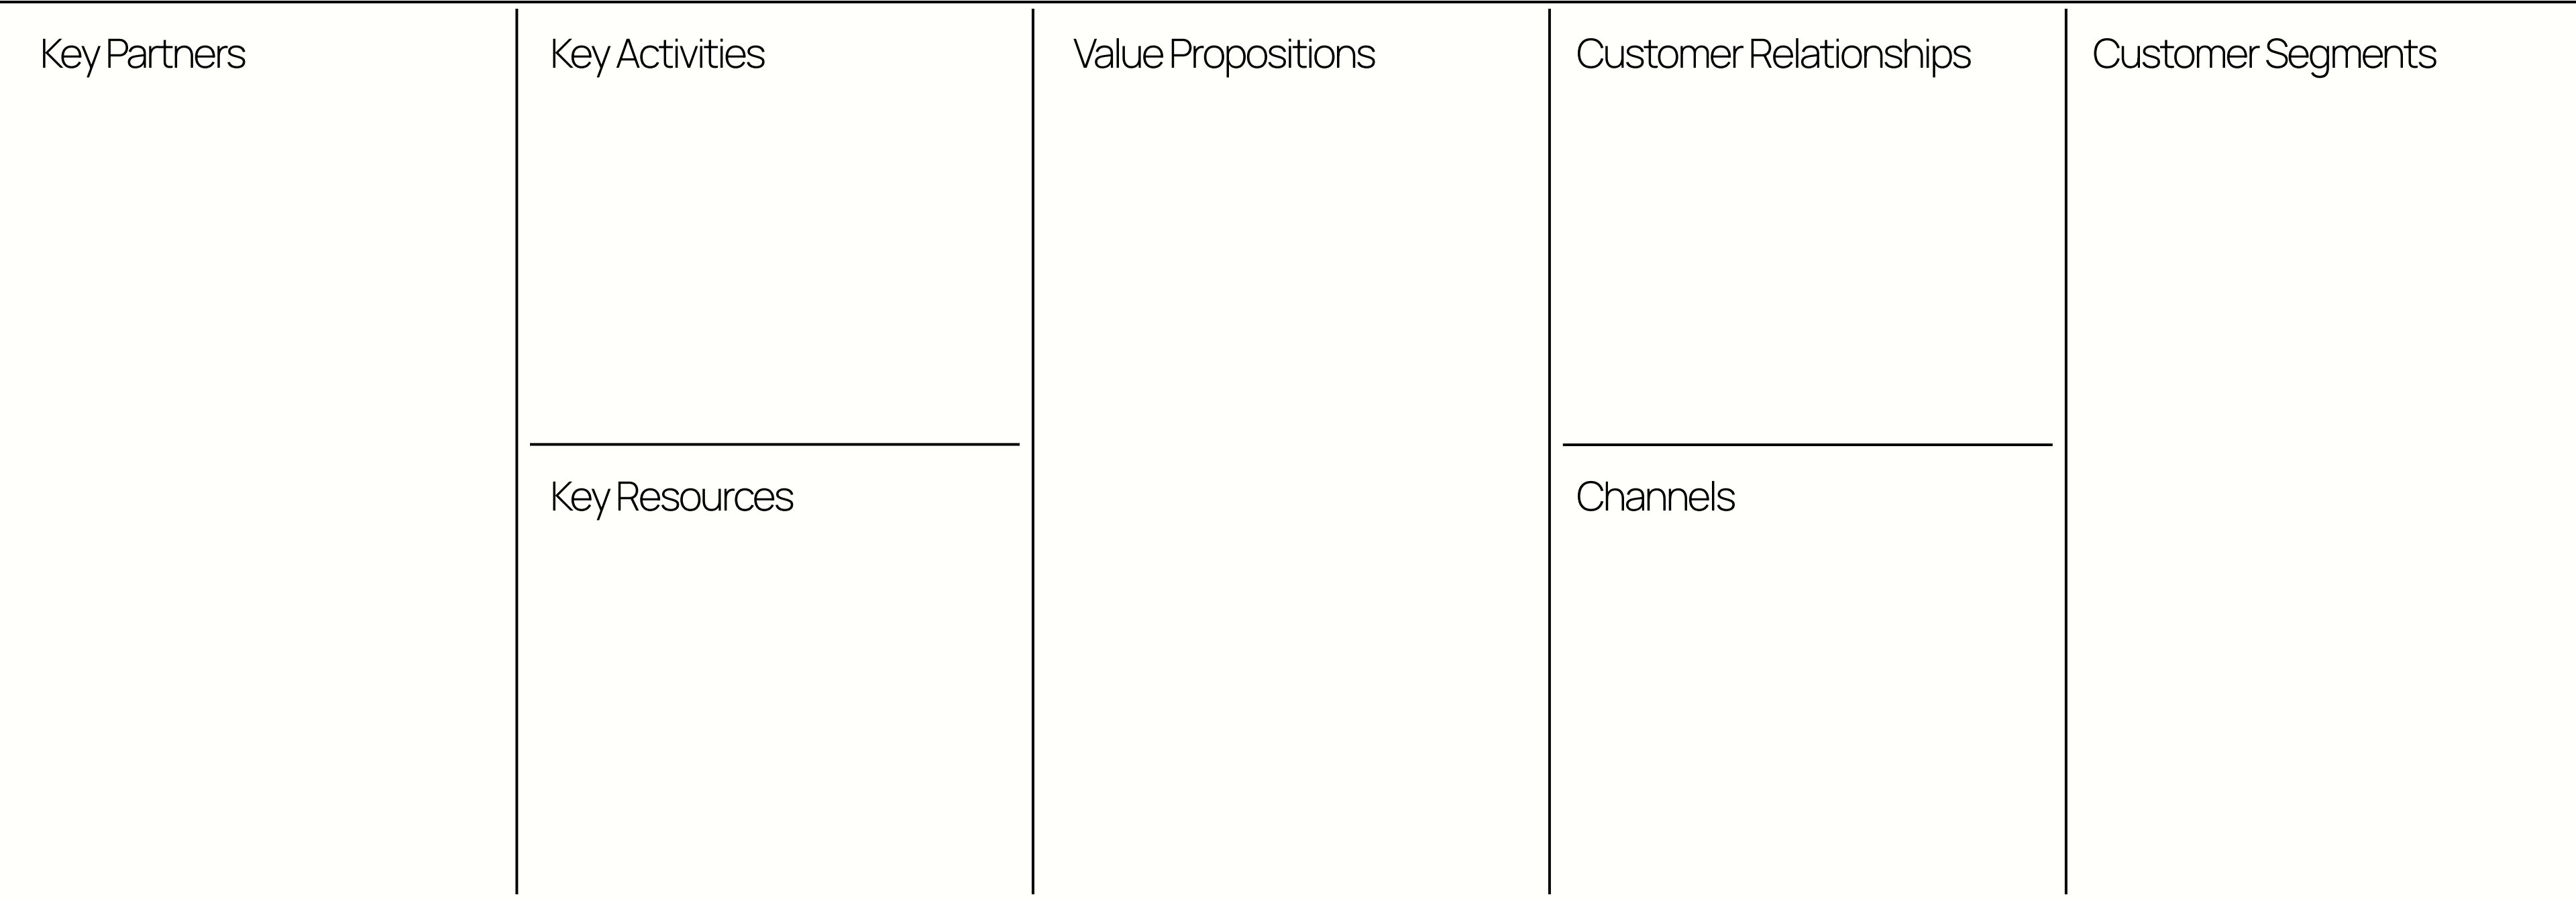 Key Partners
Key Activities
Value Propositions
Customer Relationships
Customer Segments
Key Resources
Channels